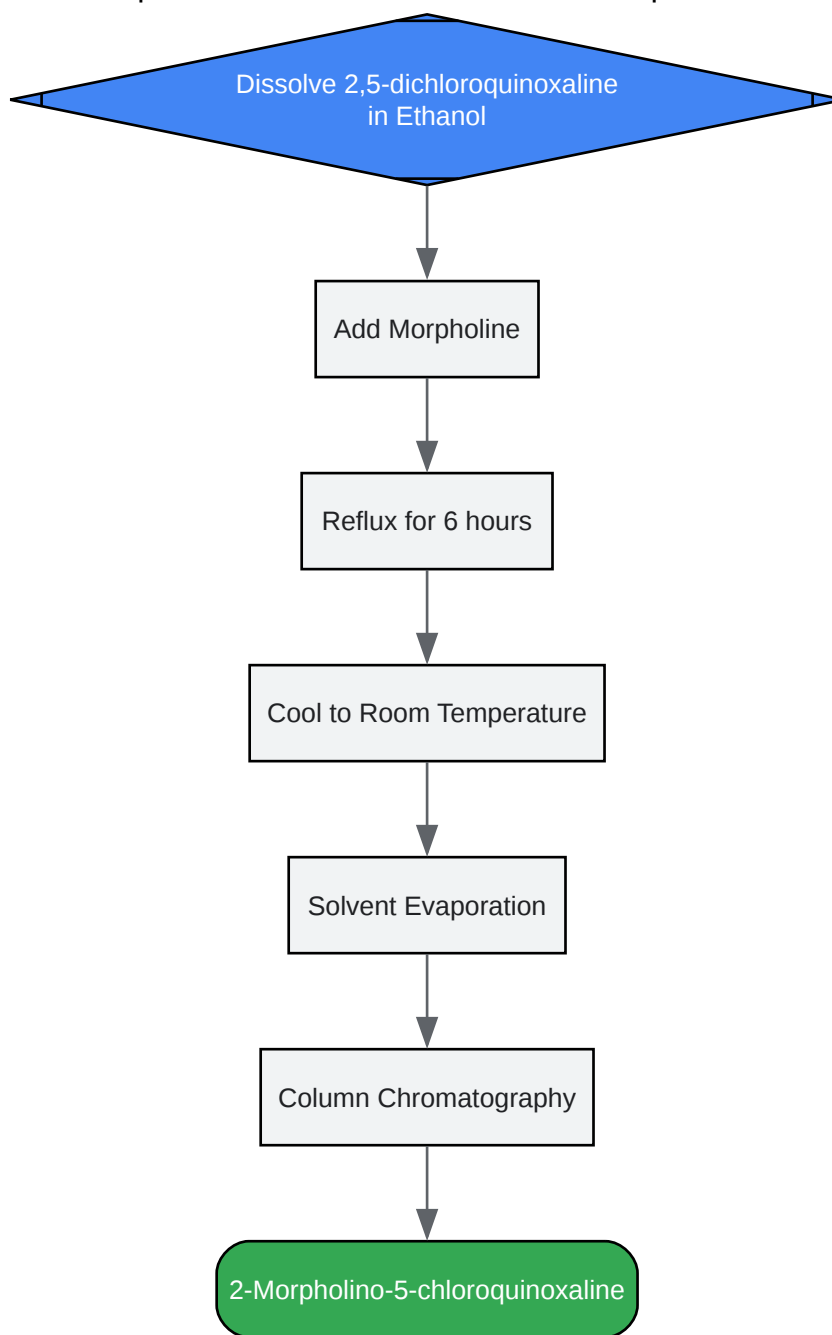 Dissolve 2,5-dichloroquinoxaline
in Ethanol
Add Morpholine
Reflux for 6 hours
Cool to Room Temperature
Solvent Evaporation
Column Chromatography
2-Morpholino-5-chloroquinoxaline